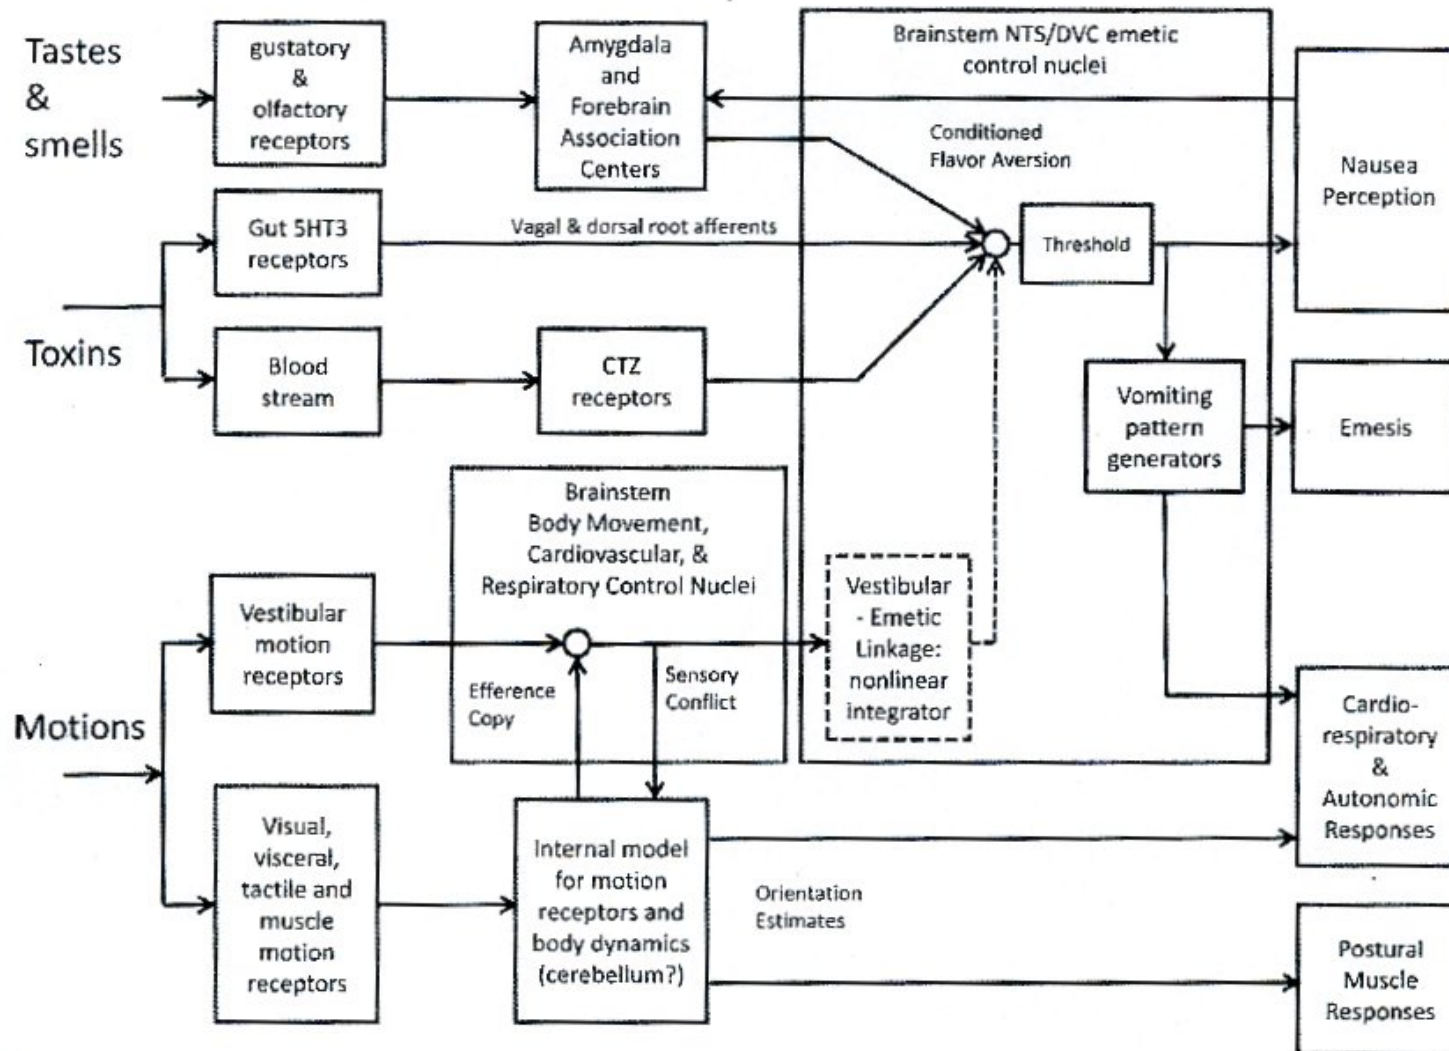 Tastes
&
smells
gustatory
&
olfactory
receptors
Amygdala
and
Forebrain
Association
Centers
Brainstem NTS/DVC emetic
control nuclei
Conditioned
Flavor Aversion
Nausea
Perception
Toxins
Gut 5HT3
receptors
Vagal & dorsal root afferents
Threshold
Blood
stream
CTZ
receptors
Vomiting
pattern
generators
Emesis
Motions
Vestibular
motion
receptors
Brainstem
Body Movement,
Cardiovascular, &
Respiratory Control Nuclei
Efference
Copy
Sensory
Conflict
Vestibular
- Emetic
Linkage:
nonlinear
integrator
Cardio-
respiratory
&
Autonomic
Responses
Visual,
visceral,
tactile and
muscle
motion
receptors
Internal model
for motion
receptors and
body dynamics
(cerebellum?)
Orientation
Estimates
Postural
Muscle
Responses